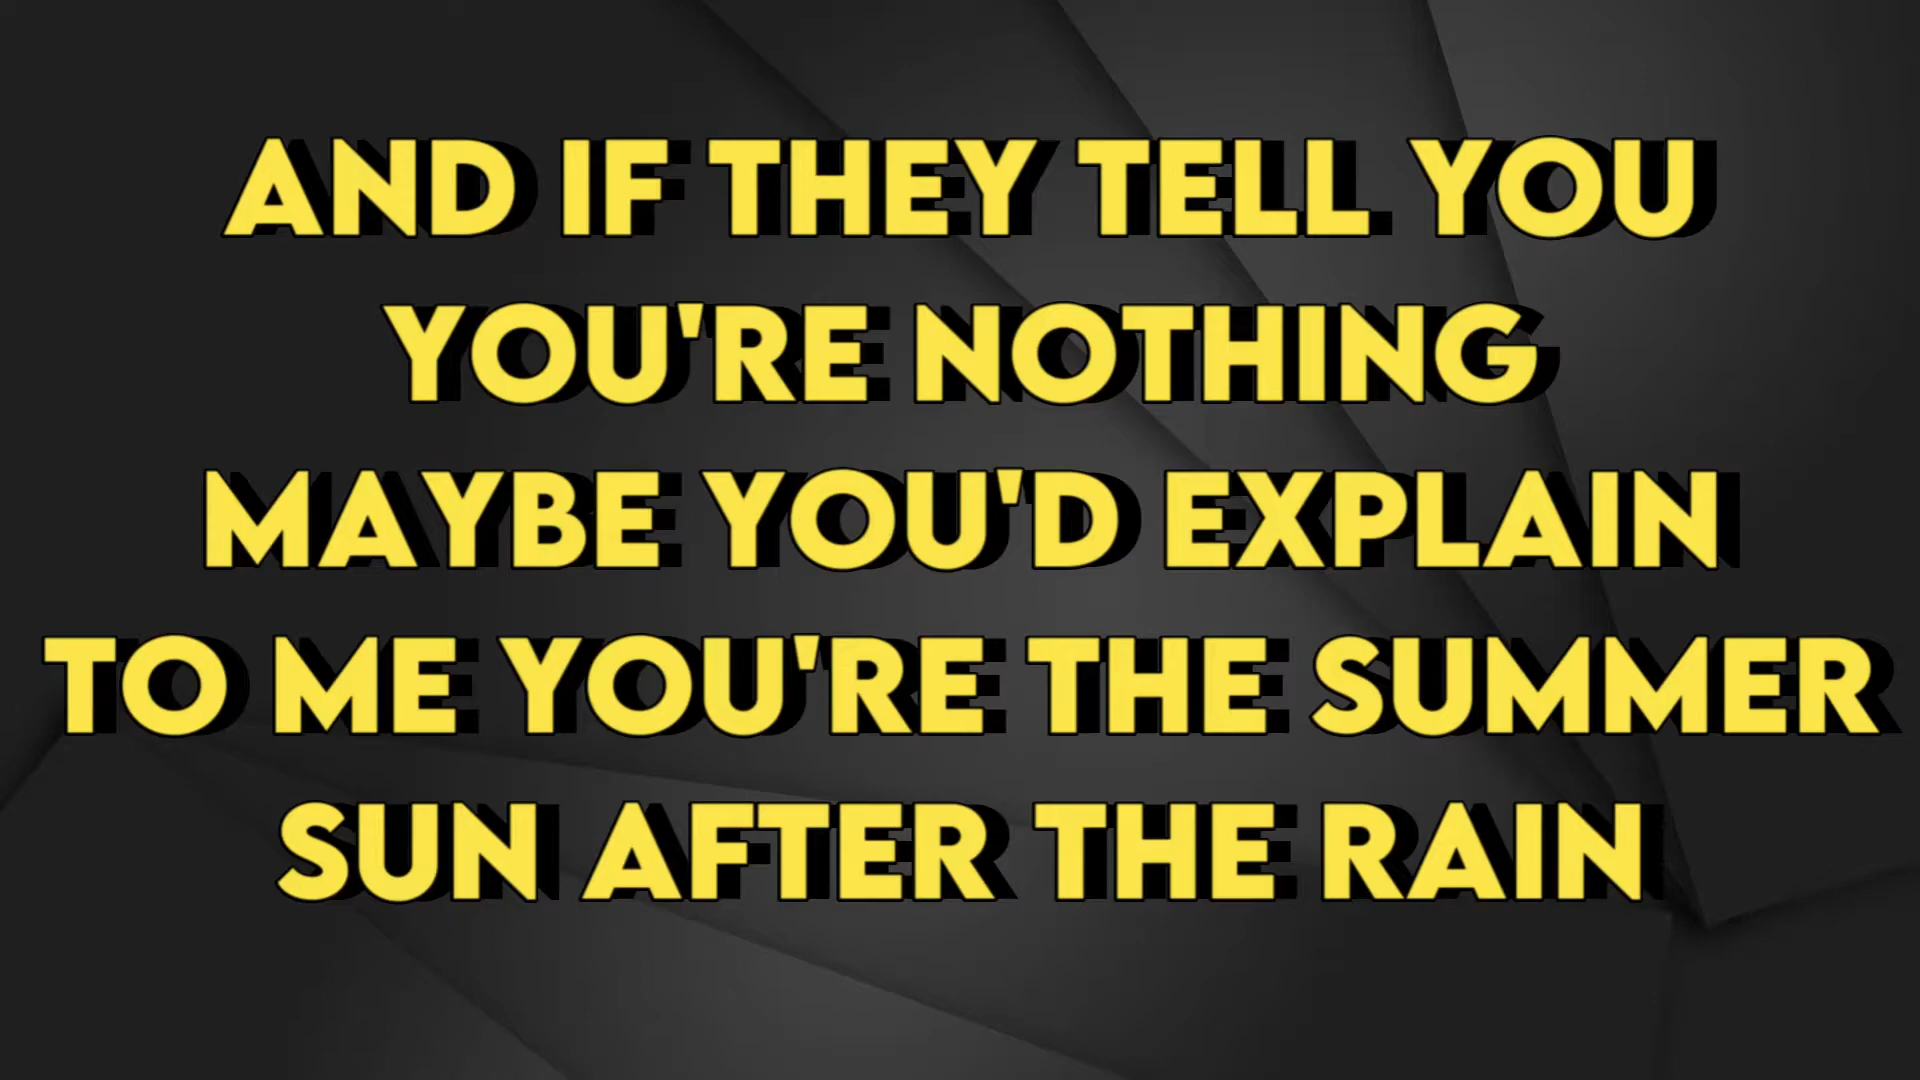 AND IF THEY TELL YOU
YOU'RE NOTHING
MAYBE YOU'D EXPLAIN
TO ME YOU'RE THE SUMMER
SUN AFTER THE RAIN